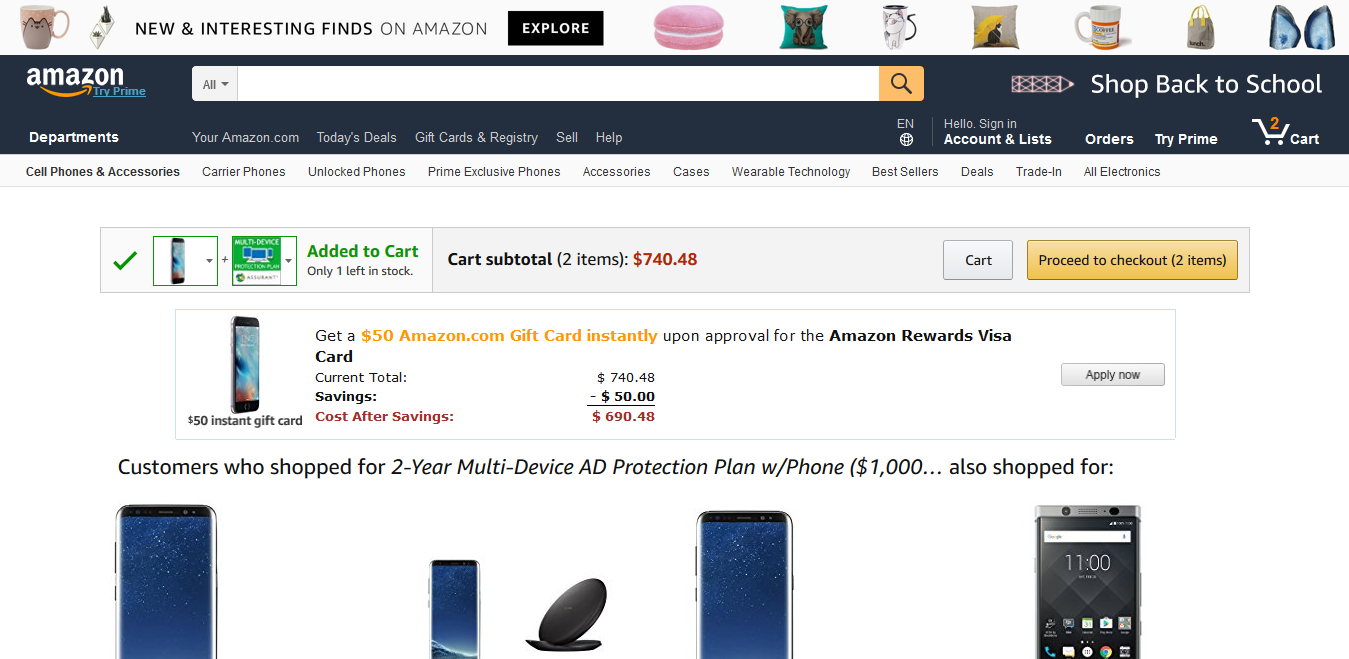 NEW & INTERESTING FINDS ON AMAZON EXPLORE
amazon
Try Prime
All
Shop Back to School
Departments
Your Amazon.com Today's Deals Gift Cards & Registry Sell Help
EN
Hello. Sign in
Account & Lists
Orders Try Prime
2
Cart
Cell Phones & Accessories Carrier Phones Unlocked Phones Prime Exclusive Phones Accessories Cases Wearable Technology Best Sellers Deals Trade-In All Electronics
MULTI-DEVICE
PROTECTION PLAN
ASSURANT
+
Added to Cart
Only 1 left in stock.
Cart subtotal (2 items): $740.48
Cart
Proceed to checkout (2 items)
Get a $50 Amazon.com Gift Card instantly upon approval for the Amazon Rewards Visa
Card
Current Total: $ 740.48
Savings: - $ 50.00
Cost After Savings: $ 690.48
$50 instant gift card
Apply now
Customers who shopped for 2-Year Multi-Device AD Protection Plan w/Phone ($1,000… also shopped for:
11:00